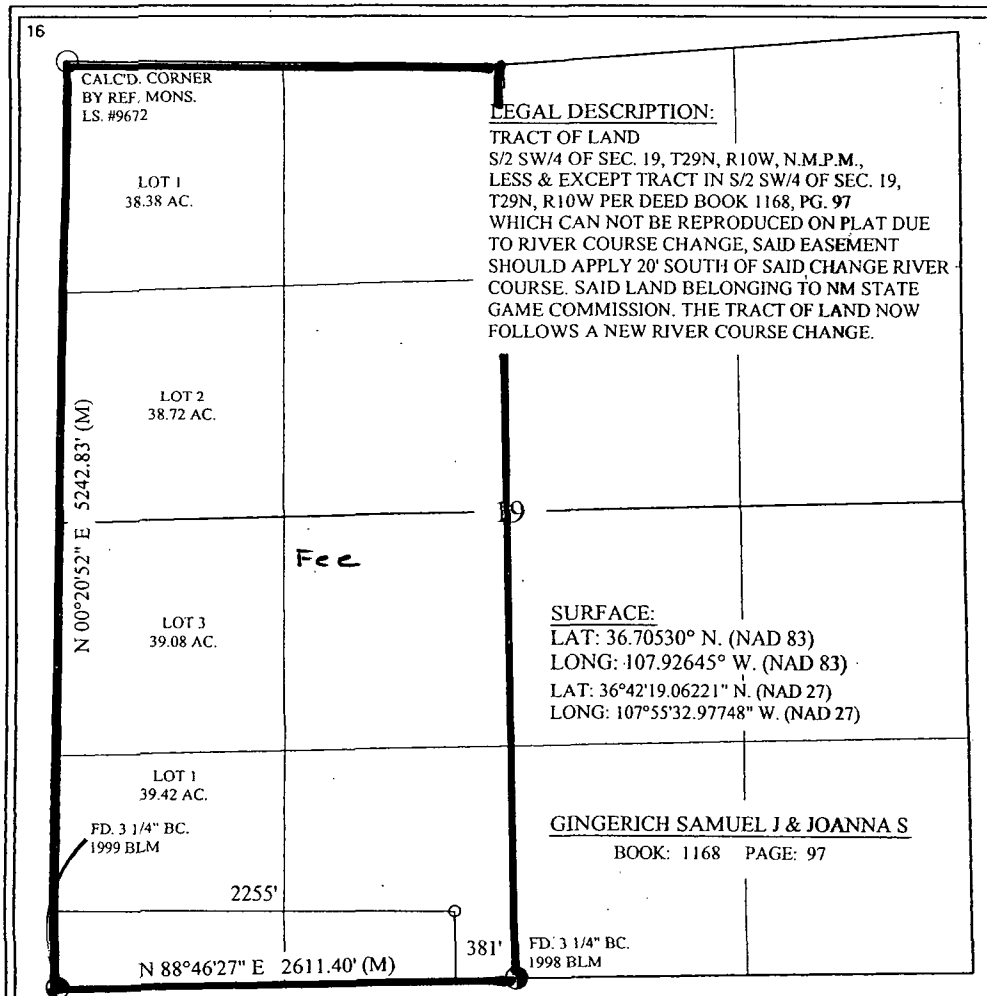 16
CALC'D. CORNER
BY REF. MONS.
LS. #9672
LEGAL DESCRIPTION:
TRACT OF LAND
S/2 SW/4 OF SEC. 19, T29N, R10W, N.M.P.M.,
LESS & EXCEPT TRACT IN S/2 SW/4 OF SEC. 19,
T29N, R10W PER DEED BOOK 1168, PG. 97
WHICH CAN NOT BE REPRODUCED ON PLAT DUE
TO RIVER COURSE CHANGE, SAID EASEMENT
SHOULD APPLY 20' SOUTH OF SAID CHANGE RIVER
COURSE. SAID LAND BELONGING TO NM STATE
GAME COMMISSION. THE TRACT OF LAND NOW
FOLLOWS A NEW RIVER COURSE CHANGE.
LOT 1
38.38 AC.
LOT 2
38.72 AC.
N 00°20'52" E 5242.83' (M)
19
Fee
LOT 3
39.08 AC.
SURFACE:
LAT: 36.70530° N. (NAD 83)
LONG: 107.92645° W. (NAD 83)
LAT: 36°42'19.06221" N. (NAD 27)
LONG: 107°55'32.97748" W. (NAD 27)
LOT 1
39.42 AC.
FD. 3 1/4" BC.
1999 BLM
GINGERICH SAMUEL J & JOANNA S
BOOK: 1168 PAGE: 97
2255'
381'
FD. 3 1/4" BC.
1998 BLM
N 88°46'27" E 2611.40' (M)